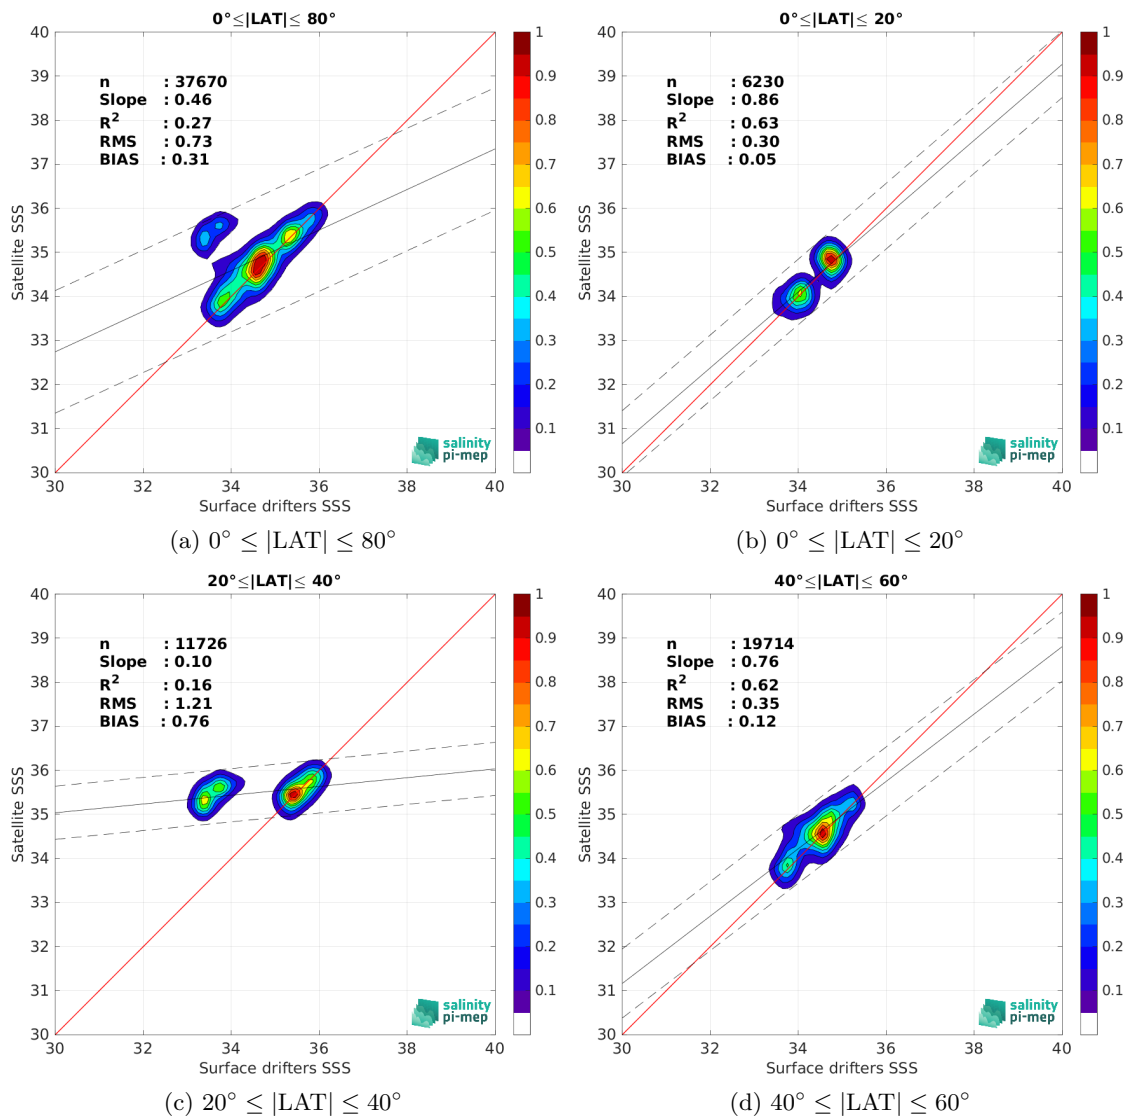 0°≤|LAT|≤ 80°
40
39
38
37
36
35
34
33
32
31
30
Satellite SSS
n : 37670
Slope : 0.46
R² : 0.27
RMS : 0.73
BIAS : 0.31
1
0.9
0.8
0.7
0.6
0.5
0.4
0.3
0.2
0.1
salinity
pi-mep
30 32 34 36 38 40
Surface drifters SSS
(a) 0° ≤ |LAT| ≤ 80°
0°≤|LAT|≤ 20°
40
39
38
37
36
35
34
33
32
31
30
Satellite SSS
n : 6230
Slope : 0.86
R² : 0.63
RMS : 0.30
BIAS : 0.05
1
0.9
0.8
0.7
0.6
0.5
0.4
0.3
0.2
0.1
salinity
pi-mep
30 32 34 36 38 40
Surface drifters SSS
(b) 0° ≤ |LAT| ≤ 20°
20°≤|LAT|≤ 40°
40
39
38
37
36
35
34
33
32
31
30
Satellite SSS
n : 11726
Slope : 0.10
R² : 0.16
RMS : 1.21
BIAS : 0.76
1
0.9
0.8
0.7
0.6
0.5
0.4
0.3
0.2
0.1
salinity
pi-mep
30 32 34 36 38 40
Surface drifters SSS
(c) 20° ≤ |LAT| ≤ 40°
40°≤|LAT|≤ 60°
40
39
38
37
36
35
34
33
32
31
30
Satellite SSS
n : 19714
Slope : 0.76
R² : 0.62
RMS : 0.35
BIAS : 0.12
1
0.9
0.8
0.7
0.6
0.5
0.4
0.3
0.2
0.1
salinity
pi-mep
30 32 34 36 38 40
Surface drifters SSS
(d) 40° ≤ |LAT| ≤ 60°